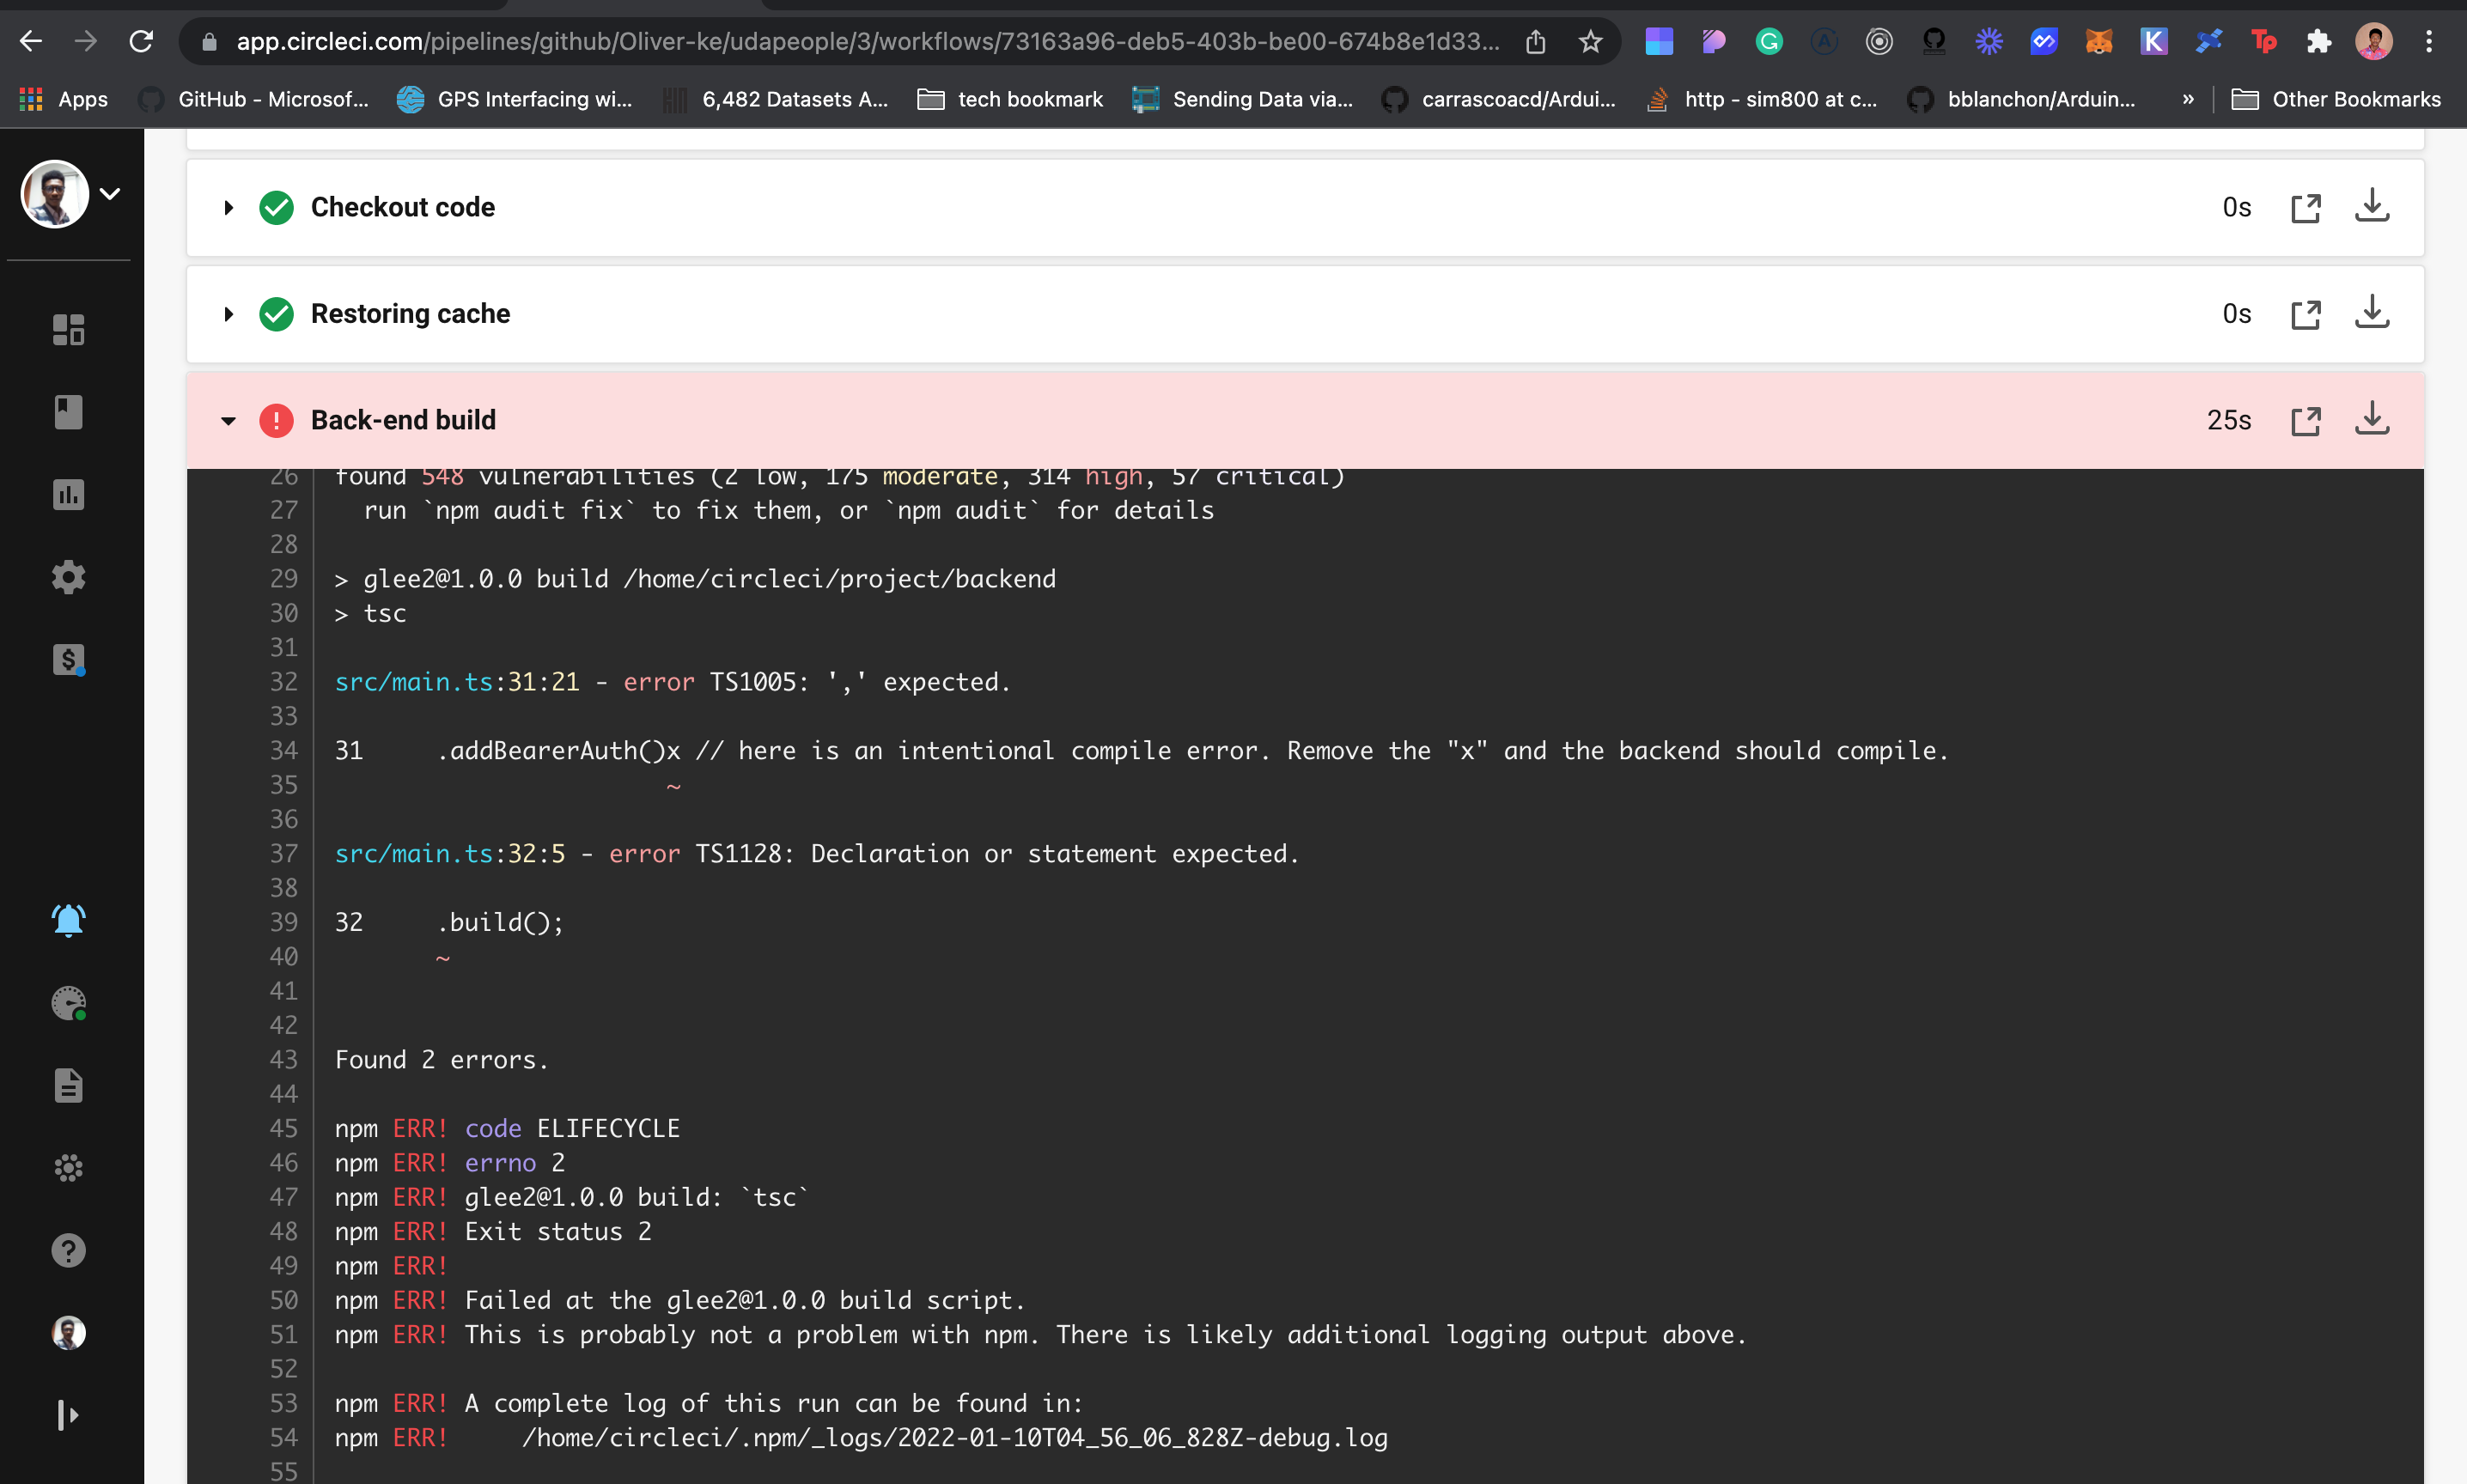 app.circleci.com/pipelines/github/Oliver-ke/udapeople/3/workflows/73163a96-deb5-403b-be00-674b8e1d33...
Apps
GitHub - Microsof...
GPS Interfacing wi...
6,482 Datasets A...
tech bookmark
Sending Data via...
carrascoacd/Ardui...
http - sim800 at c...
bblanchon/Arduin...
»
Other Bookmarks
Checkout code 0s
Restoring cache 0s
Back-end build 25s
26 found 548 vulnerabilities (2 low, 175 moderate, 314 high, 57 critical)
27   run `npm audit fix` to fix them, or `npm audit` for details
28
29 > glee2@1.0.0 build /home/circleci/project/backend
30 > tsc
31
32 src/main.ts:31:21 - error TS1005: ',' expected.
33
34 31     .addBearerAuth()x // here is an intentional compile error. Remove the "x" and the backend should compile.
35                        ~
36
37 src/main.ts:32:5 - error TS1128: Declaration or statement expected.
38
39 32     .build();
40        ~
41
42
43 Found 2 errors.
44
45 npm ERR! code ELIFECYCLE
46 npm ERR! errno 2
47 npm ERR! glee2@1.0.0 build: `tsc`
48 npm ERR! Exit status 2
49 npm ERR!
50 npm ERR! Failed at the glee2@1.0.0 build script.
51 npm ERR! This is probably not a problem with npm. There is likely additional logging output above.
52
53 npm ERR! A complete log of this run can be found in:
54 npm ERR!     /home/circleci/.npm/_logs/2022-01-10T04_56_06_828Z-debug.log
55